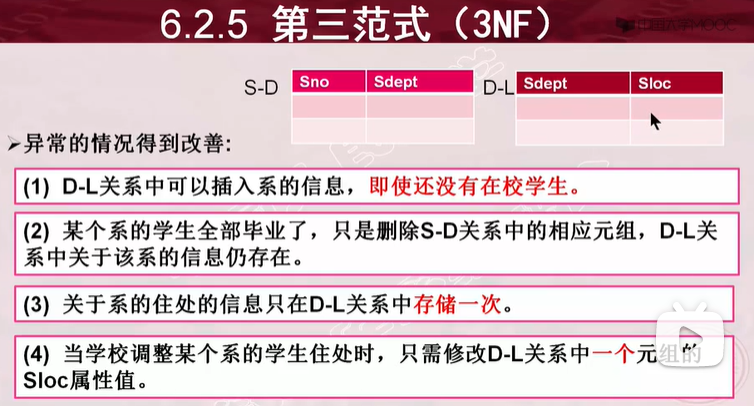 6.2.5 第三范式（3NF）
中国大学MOOC
S-D Sno Sdept D-L Sdept Sloc
➢异常的情况得到改善:
(1) D-L关系中可以插入系的信息，即使还没有在校学生。
(2) 某个系的学生全部毕业了，只是删除S-D关系中的相应元组，D-L关
系中关于该系的信息仍存在。
(3) 关于系的住处的信息只在D-L关系中存储一次。
(4) 当学校调整某个系的学生住处时，只需修改D-L关系中一个元组的
Sloc属性值。